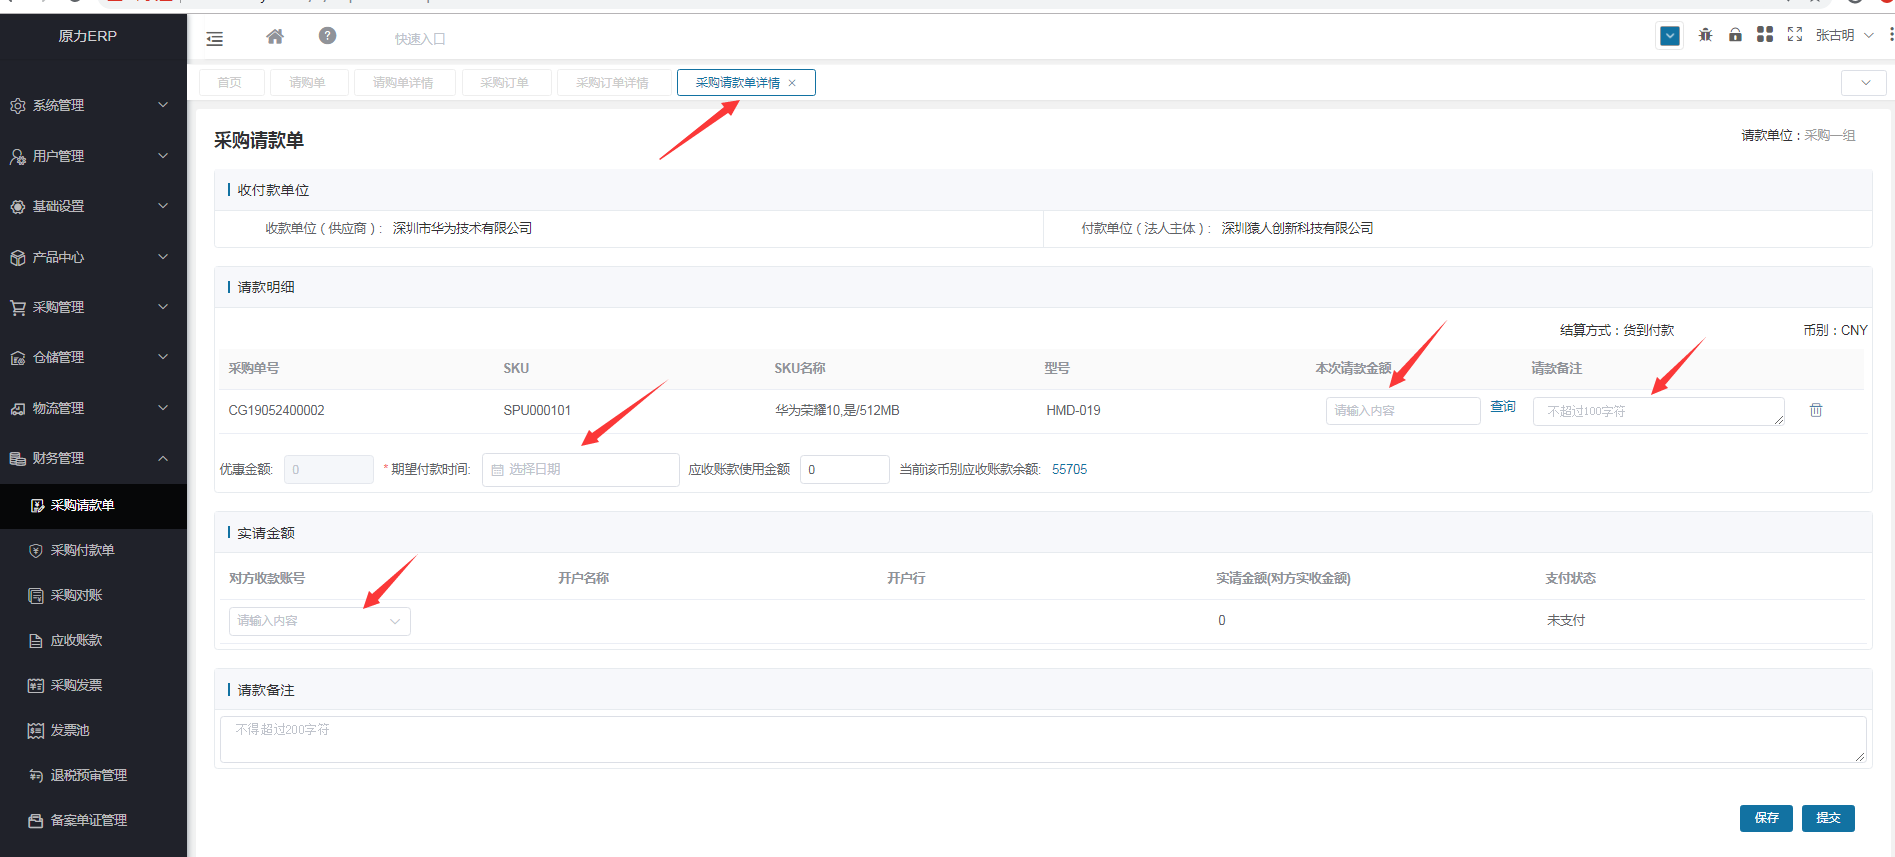 原力ERP
快速入口
张古明
首页
请购单
请购单详情
采购订单
采购订单详情
采购请款单详情
系统管理
用户管理
基础设置
产品中心
采购管理
仓储管理
物流管理
财务管理
采购请款单
采购付款单
采购对账
应收账款
采购发票
发票池
退税预审管理
备案单证管理
采购请款单
请款单位：采购一组
收付款单位
收款单位（供应商）: 深圳市华为技术有限公司
付款单位（法人主体）: 深圳猿人创新科技有限公司
请款明细
结算方式：货到付款 币别：CNY
采购单号 SKU SKU名称 型号 本次请款金额 请款备注
CG19052400002 SPU000101 华为荣耀10,是/512MB HMD-019 请输入内容 查询 不超过100字符
优惠金额: 0 * 期望付款时间: 选择日期 应收账款使用金额 0 当前该币别应收账款余额: 55705
实请金额
对方收款账号 开户名称 开户行 实请金额(对方实收金额) 支付状态
请输入内容 0 未支付
请款备注
不得超过200字符
保存 提交